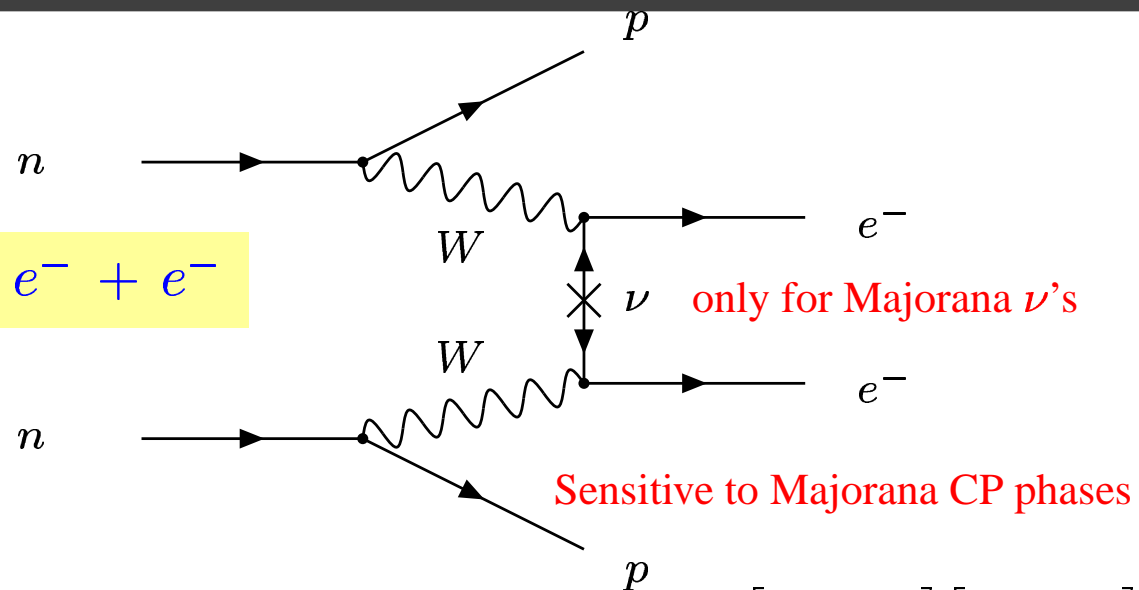 p
n
e⁻
W
e⁻ + e⁻
ν only for Majorana ν's
W
e⁻
n
Sensitive to Majorana CP phases
p